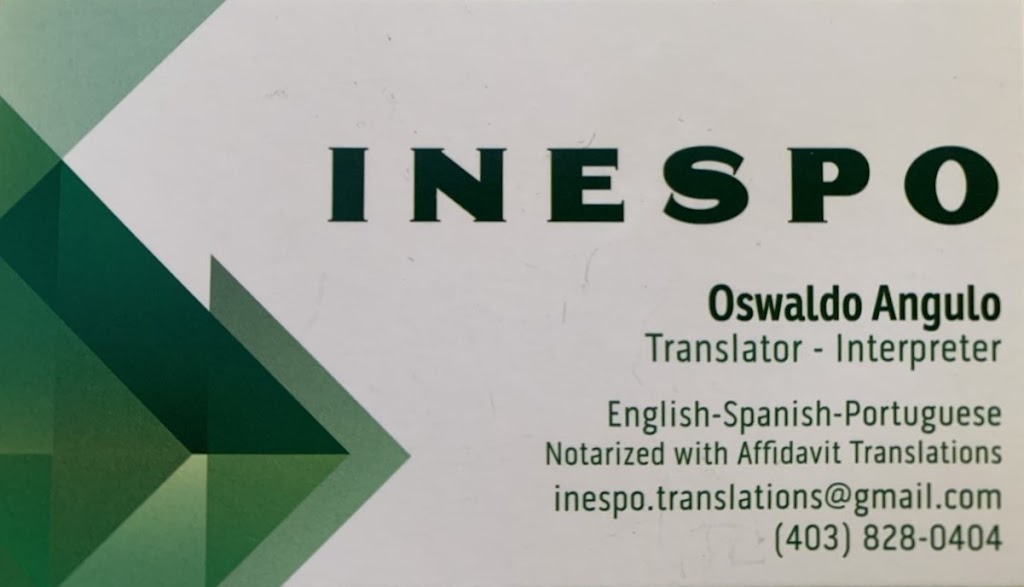 INESPO
Oswaldo Angulo
Translator - Interpreter
English-Spanish-Portuguese
Notarized with Affidavit Translations
inespo.translations@gmail.com
(403) 828-0404